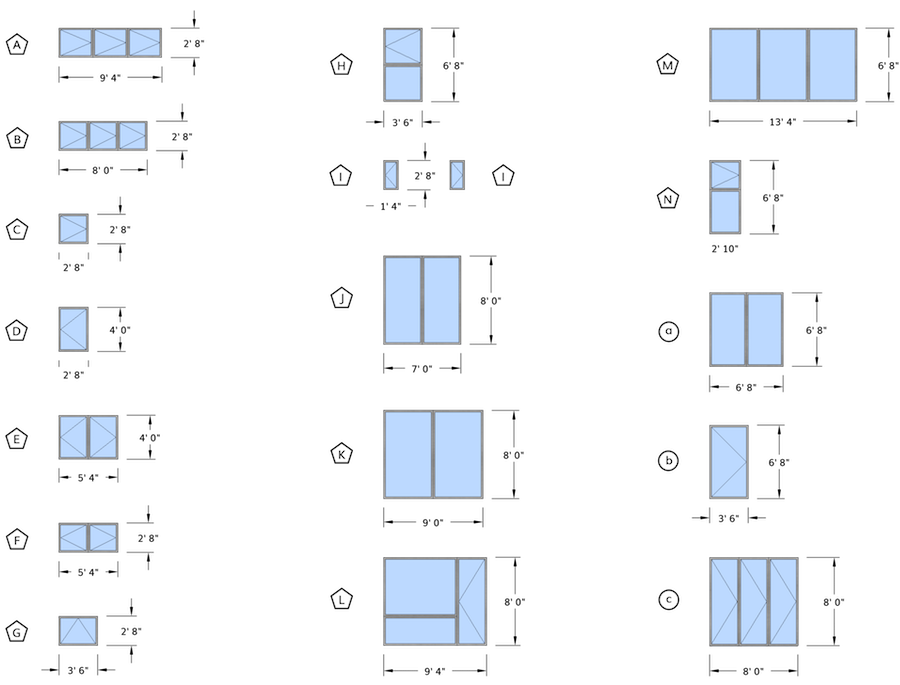 A
2' 8"
9' 4"
B
2' 8"
8' 0"
C
2' 8"
2' 8"
D
4' 0"
2' 8"
E
4' 0"
5' 4"
F
2' 8"
5' 4"
G
2' 8"
3' 6"
H
6' 8"
3' 6"
I
2' 8"
I
1' 4"
J
8' 0"
7' 0"
K
8' 0"
9' 0"
L
8' 0"
9' 4"
M
6' 8"
13' 4"
N
6' 8"
2' 10"
a
6' 8"
6' 8"
b
6' 8"
3' 6"
c
8' 0"
8' 0"